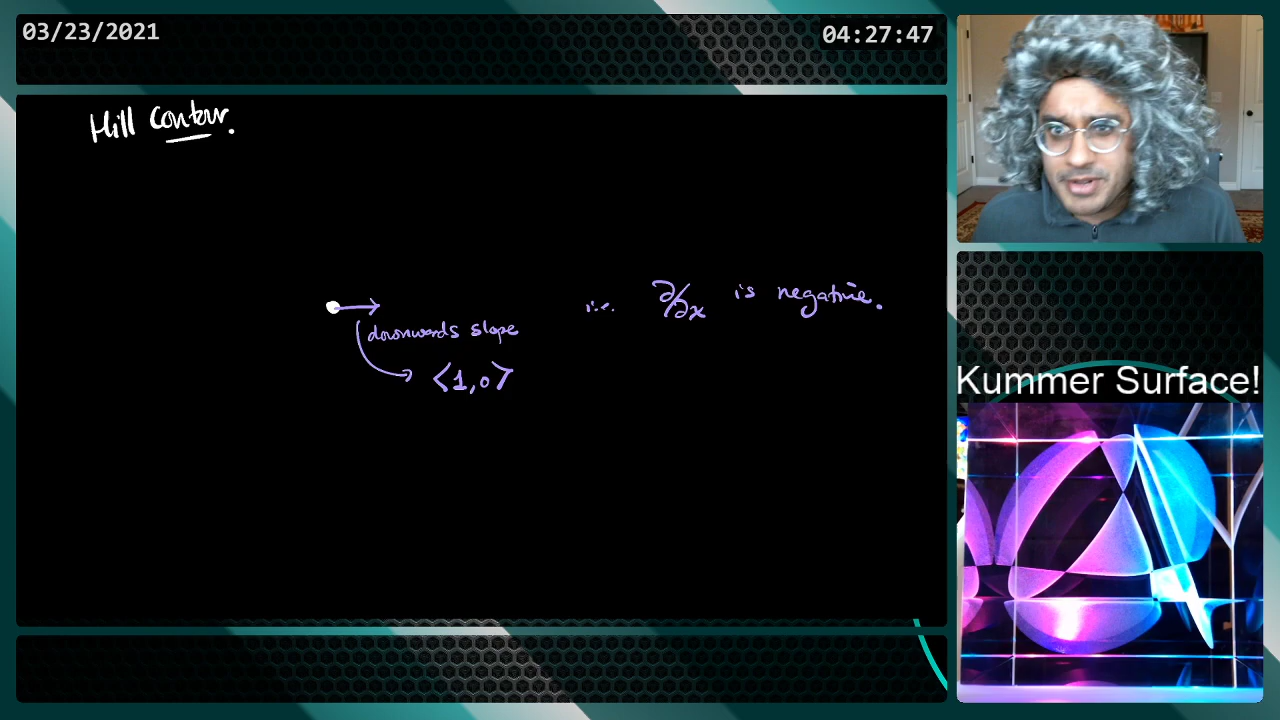 03/23/2021
04:27:47
Hill Contour.
i.e. ∂/∂x is negative.
downwards slope
<1,0>
Kummer Surface!